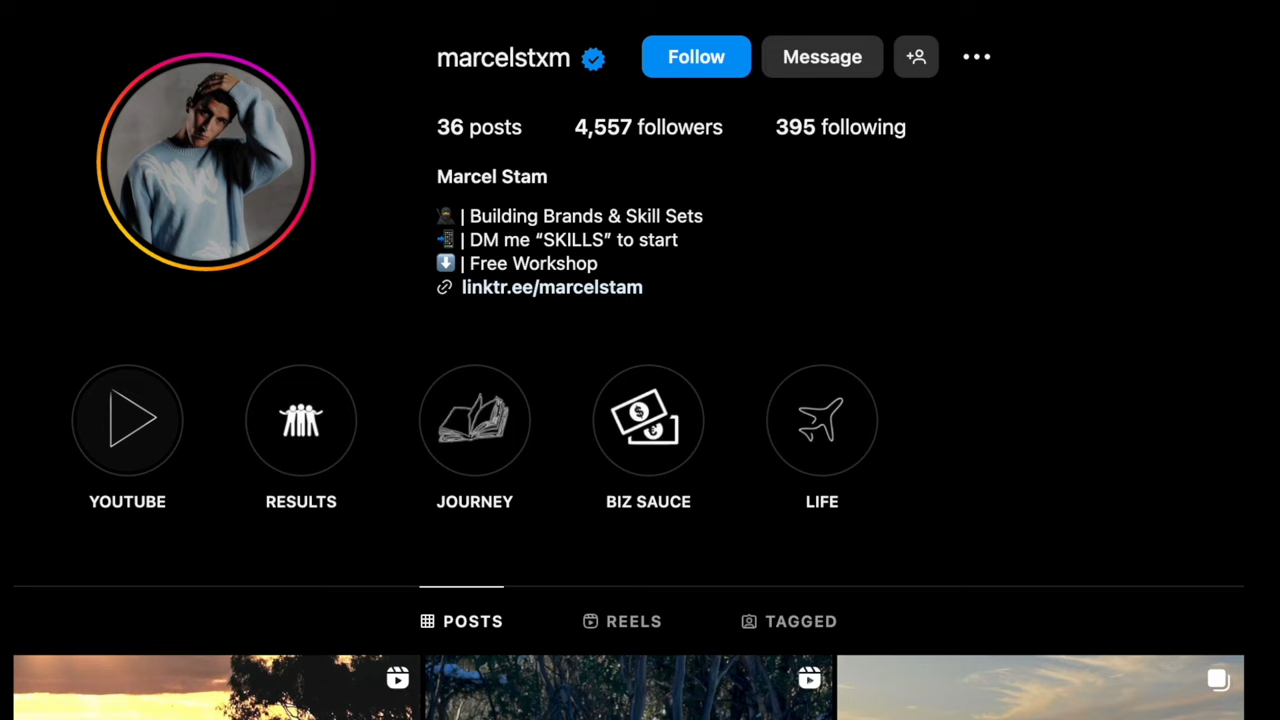 marcelstxm Follow Message
36 posts 4,557 followers 395 following
Marcel Stam
| Building Brands & Skill Sets
| DM me “SKILLS” to start
| Free Workshop
linktr.ee/marcelstam
YOUTUBE RESULTS JOURNEY BIZ SAUCE LIFE
POSTS REELS TAGGED